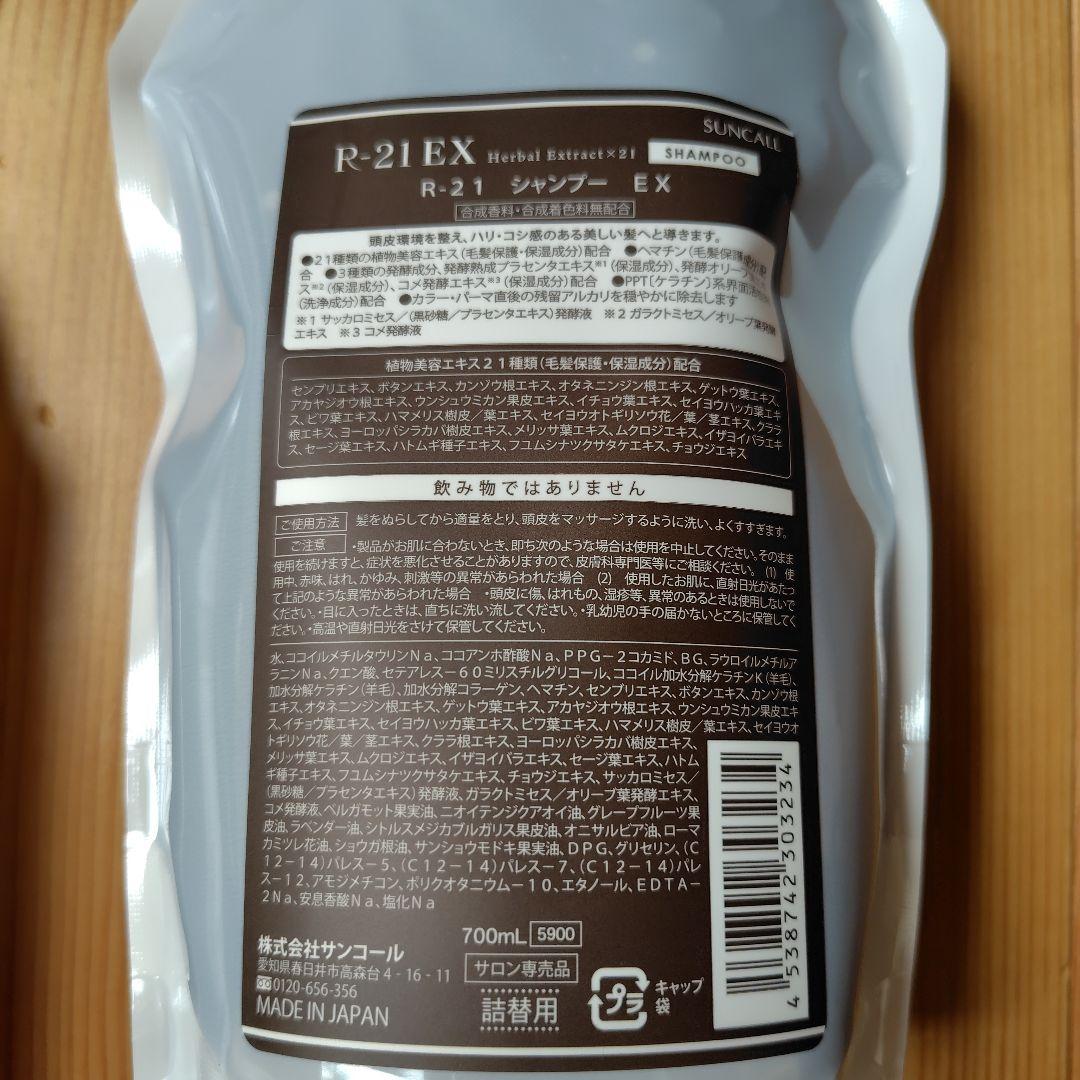 SUNCALL
R-21 EX Herbal Extract×21 SHAMPOO
R-21 シャンプー EX
合成香料・合成着色料無配合
頭皮環境を整え、ハリ・コシ感のある美しい髪へと導きます。
●21種類の植物美容エキス(毛髪保護・保湿成分)配合 ●ヘマチン(毛髪保護成分)配
合 ●3種類の発酵成分、発酵熟成プラセンタエキス※1(保湿成分)、発酵オリーブ
ス※2(保湿成分)、コメ発酵エキス※3(保湿成分)配合 ●PPT〔ケラチン〕系界面活性剤
(洗浄成分)配合 ●カラー・パーマ直後の残留アルカリを穏やかに除去します
※1 サッカロミセス/(黒砂糖/プラセンタエキス)発酵液 ※2 ガラクトミセス/オリーブ葉発酵
エキス ※3 コメ発酵液
植物美容エキス21種類(毛髪保護・保湿成分)配合
センブリエキス、ボタンエキス、カンゾウ根エキス、オタネニンジン根エキス、ゲットウ葉エキス、
アカヤジオウ根エキス、ウンシュウミカン果皮エキス、イチョウ葉エキス、セイヨウハッカ葉エキ
ス、ビワ葉エキス、ハマメリス樹皮/葉エキス、セイヨウオトギリソウ花/葉/茎エキス、クララ
根エキス、ヨーロッパシラカバ樹皮エキス、メリッサ葉エキス、ムクロジエキス、イザヨイバラエキ
ス、セージ葉エキス、ハトムギ種子エキス、フユムシナツクサタケエキス、チョウジエキス
飲み物ではありません
ご使用方法 髪をぬらしてから適量をとり、頭皮をマッサージするように洗い、よくすすぎます。
ご注意 ・製品がお肌に合わないとき、即ち次のような場合は使用を中止してください。そのまま
使用を続けますと、症状を悪化させることがありますので、皮膚科専門医等にご相談ください。 (1) 使
用中、赤味、はれ、かゆみ、刺激等の異常があらわれた場合 (2) 使用したお肌に、直射日光があたっ
て上記のような異常があらわれた場合 ・頭皮に傷、はれもの、湿疹等、異常のあるときは使用しないで
ください。・目に入ったときは、直ちに洗い流してください。・乳幼児の手の届かないところに保管してく
ださい。・高温や直射日光をさけて保管してください。
水、ココイルメチルタウリンNa、ココアンホ酢酸Na、PPG-2コカミド、BG、ラウロイルメチルア
ラニンNa、クエン酸、セテアレス-60ミリスチルグリコール、ココイル加水分解ケラチンK(羊毛)、
加水分解ケラチン(羊毛)、加水分解コラーゲン、ヘマチン、センブリエキス、ボタンエキス、カンゾウ根
エキス、オタネニンジン根エキス、ゲットウ葉エキス、アカヤジオウ根エキス、ウンシュウミカン果皮エキ
ス、イチョウ葉エキス、セイヨウハッカ葉エキス、ビワ葉エキス、ハマメリス樹皮/葉エキス、セイヨウオ
トギリソウ花/葉/茎エキス、クララ根エキス、ヨーロッパシラカバ樹皮エキス、
メリッサ葉エキス、ムクロジエキス、イザヨイバラエキス、セージ葉エキス、ハトム
ギ種子エキス、フユムシナツクサタケエキス、チョウジエキス、サッカロミセス/
(黒砂糖/プラセンタエキス)発酵液、ガラクトミセス/オリーブ葉発酵エキス、
コメ発酵液、ベルガモット果実油、ニオイテンジクアオイ油、グレープフルーツ果
皮油、ラベンダー油、シトルスメジカブルガリス果皮油、オニサルビア油、ローマ
カミツレ花油、ショウガ根油、サンショウモドキ果実油、DPG、グリセリン、(C
12-14)パレス-5、(C12-14)パレス-7、(C12-14)パレ
ス-12、アモジメチコン、ポリクオタニウム-10、エタノール、EDTA-
2Na、安息香酸Na、塩化Na
4538742303234
株式会社サンコール
愛知県春日井市高森台4-16-11
0120-656-356
MADE IN JAPAN
700mL 5900
サロン専売品
詰替用
プラ
キャップ
袋